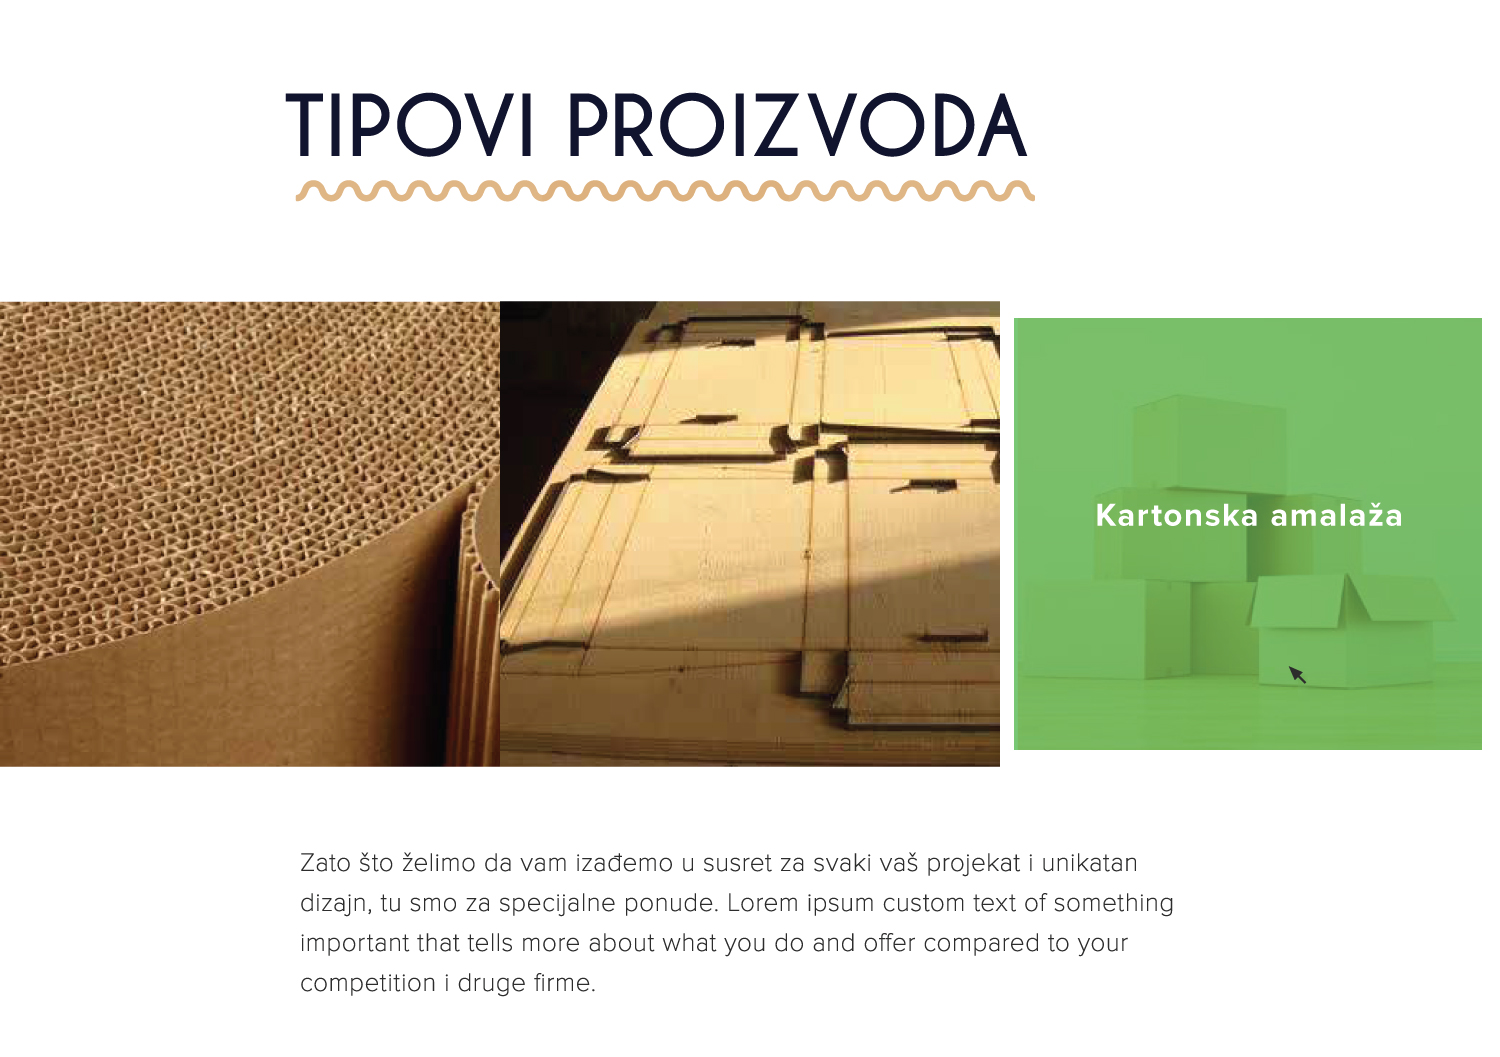 TIPOVI PROIZVODA
Kartonska amalaža
Zato što želimo da vam izađemo u susret za svaki vaš projekat i unikatan
dizajn, tu smo za specijalne ponude. Lorem ipsum custom text of something
important that tells more about what you do and offer compared to your
competition i druge firme.